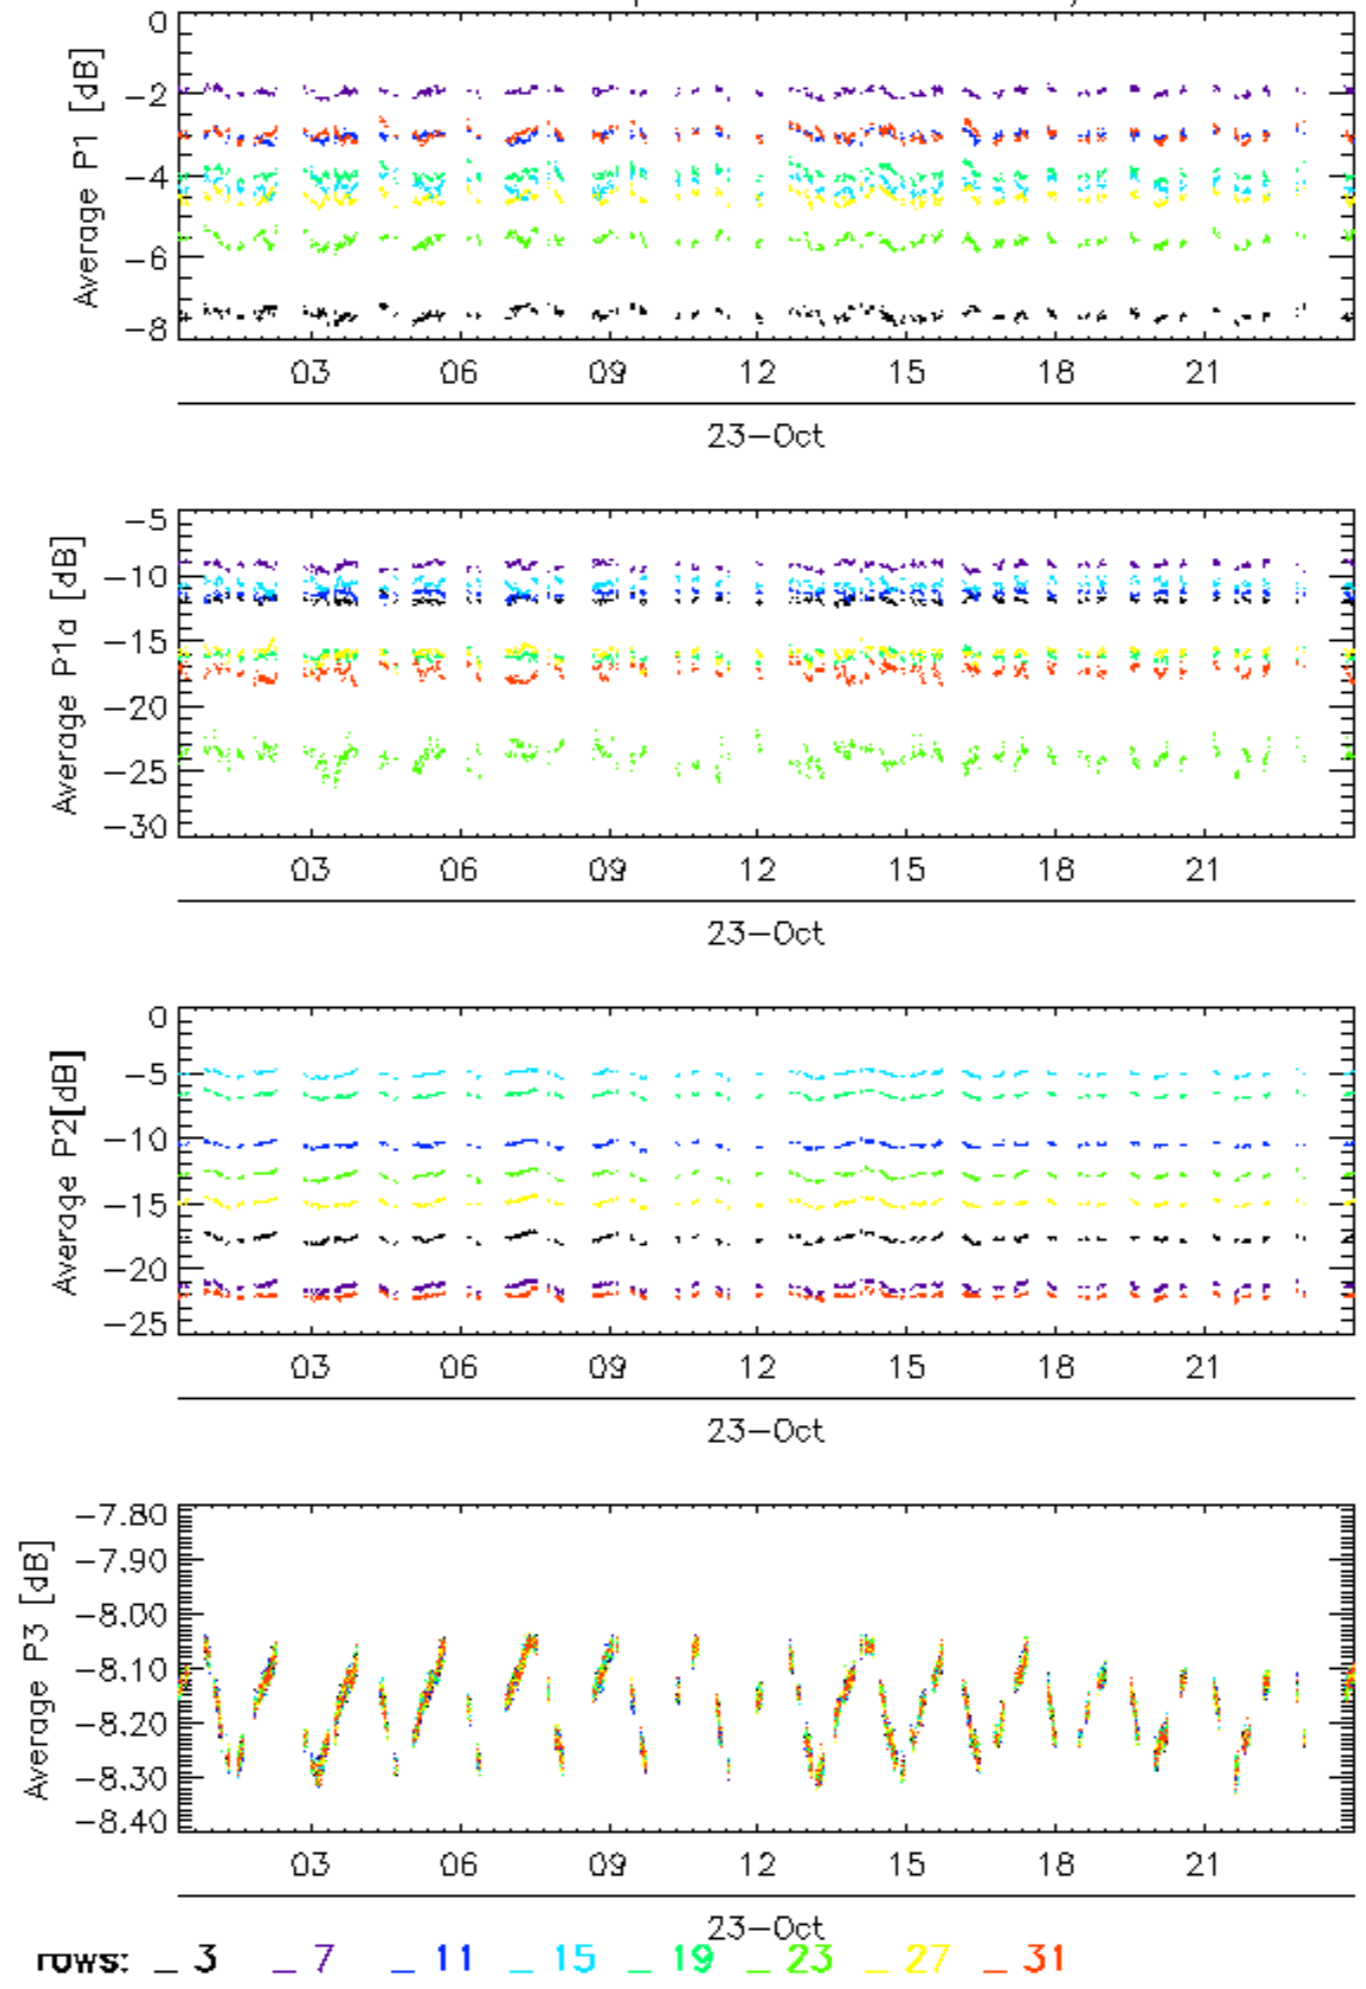 0
−2
−4
−6
−8
Average P1 [dB]
03 06 09 12 15 18 21
23−Oct
−5
−10
−15
−20
−25
−30
Average P1a [dB]
03 06 09 12 15 18 21
23−Oct
0
−5
−10
−15
−20
−25
Average P2[dB]
03 06 09 12 15 18 21
23−Oct
−7.80
−7.90
−8.00
−8.10
−8.20
−8.30
−8.40
Average P3 [dB]
03 06 09 12 15 18 21
23−Oct
rows: _ 3 _ 7 _ 11 _ 15 _ 19 _ 23 _ 27 _ 31